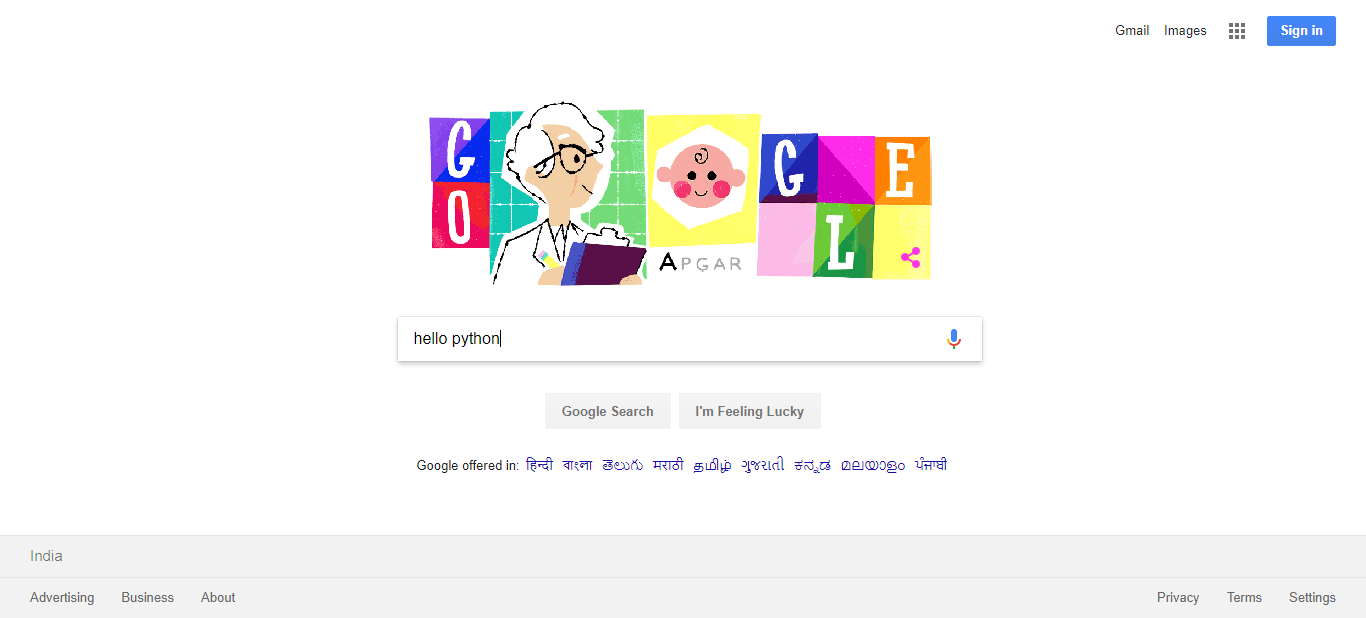 Gmail Images Sign in
G O G L E
APGAR
hello python
Google Search I'm Feeling Lucky
Google offered in: हिन्दी বাংলা తెలుగు मराठी தமிழ் ગુજરાતી ಕನ್ನಡ മലയാളം ਪੰਜਾਬੀ
India
Advertising Business About Privacy Terms Settings